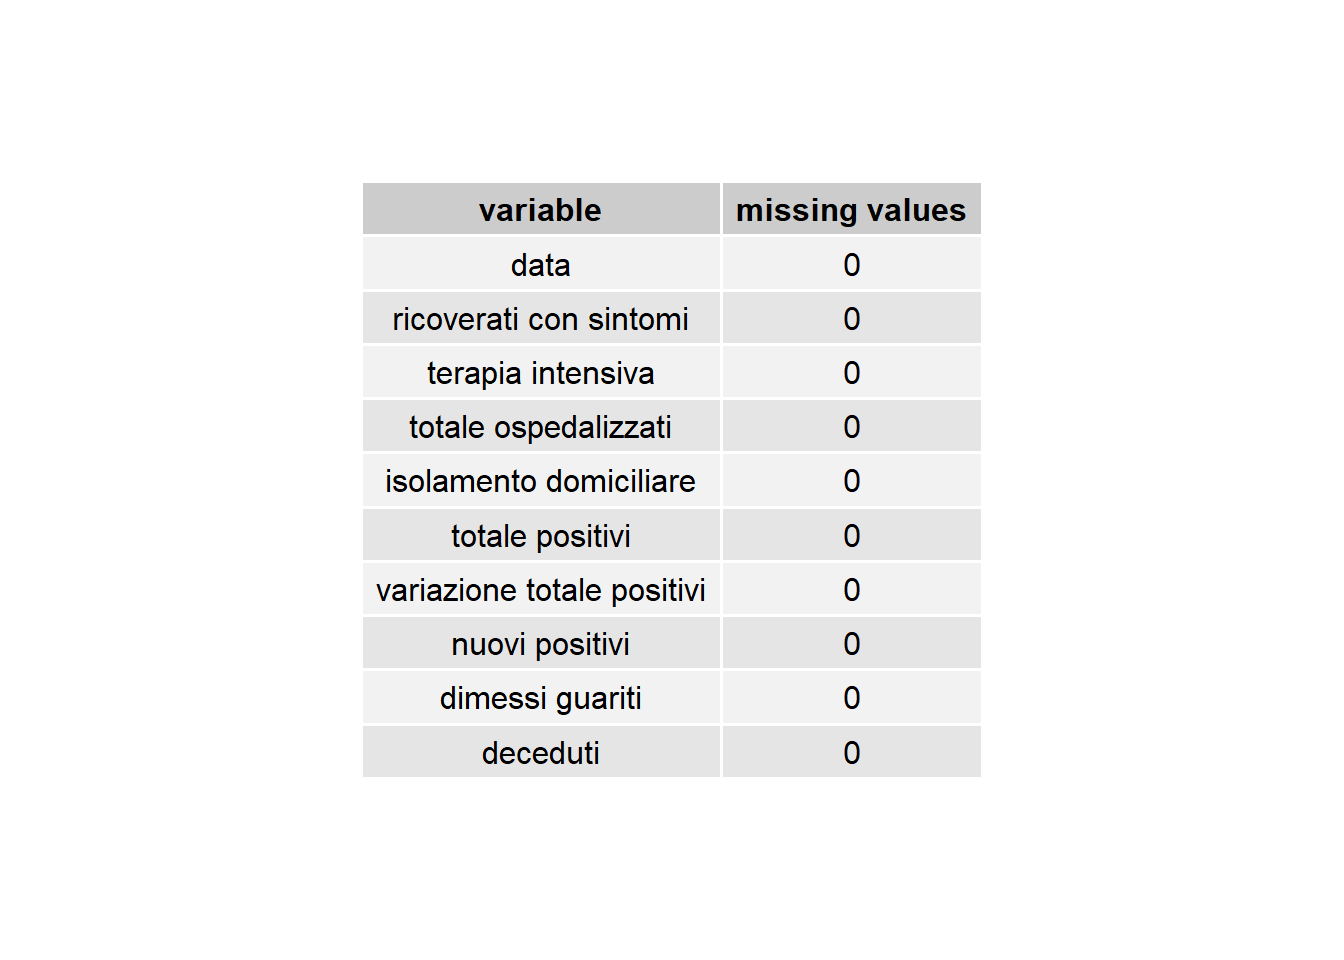 variable missing values
data 0
ricoverati con sintomi 0
terapia intensiva 0
totale ospedalizzati 0
isolamento domiciliare 0
totale positivi 0
variazione totale positivi 0
nuovi positivi 0
dimessi guariti 0
deceduti 0